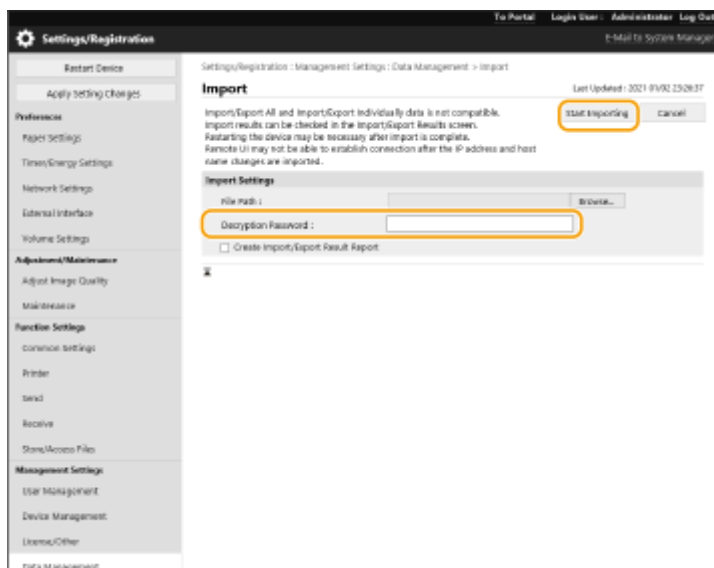 To Portal Login User : Administrator Log Out
Settings/Registration
E-Mail to System Manager
Restart Device
Apply Setting Changes
Preferences
Paper Settings
Timer/Energy Settings
Network Settings
External Interface
Volume Settings
Adjustment/Maintenance
Adjust Image Quality
Maintenance
Function Settings
Common Settings
Printer
Send
Receive
Store/Access Files
Management Settings
User Management
Device Management
License/Other
Data Management
Settings/Registration : Management Settings : Data Management > Import
Import
Last Updated : 2021 01/02 23:26:37
Import/Export All and Import/Export Individually data is not compatible.
Import results can be checked in the Import/Export Results screen.
Restarting the device may be necessary after import is complete.
Remote UI may not be able to establish connection after the IP address and host
name changes are imported.
Start Importing
Cancel
Import Settings
File Path :
Browse...
Decryption Password :
Create Import/Export Result Report